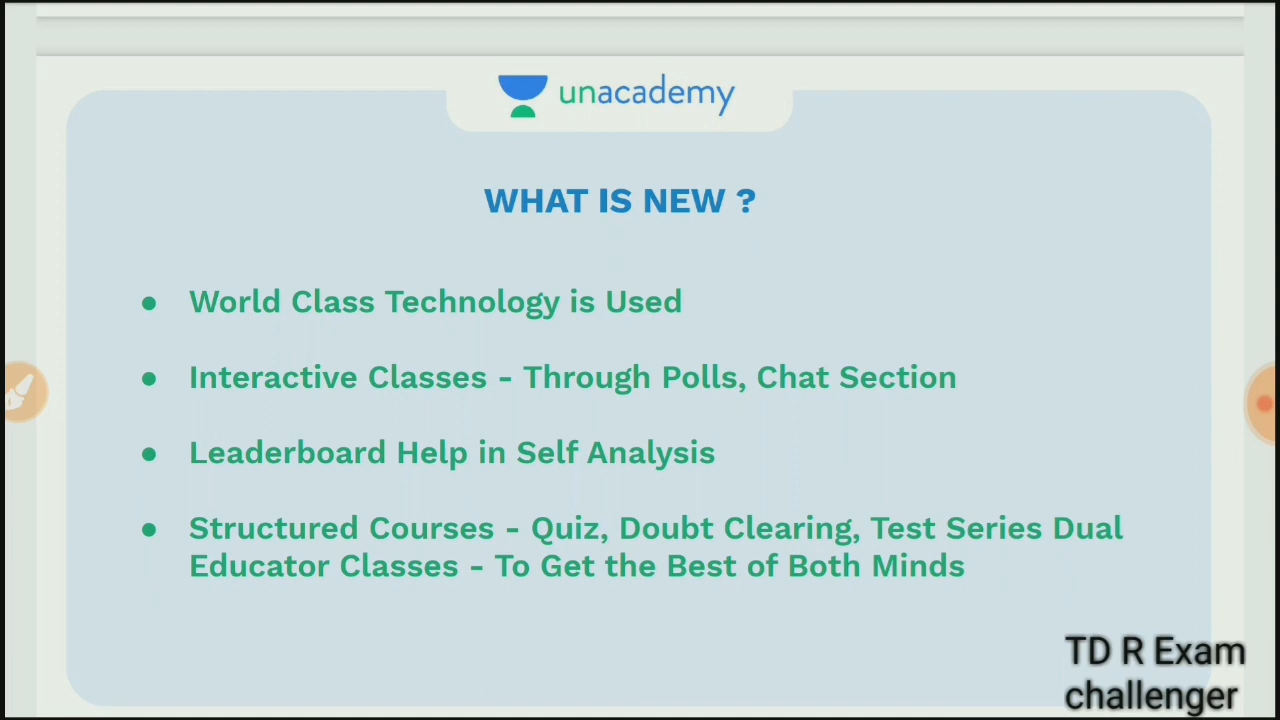 unacademy
WHAT IS NEW ?
● World Class Technology is Used
● Interactive Classes - Through Polls, Chat Section
● Leaderboard Help in Self Analysis
● Structured Courses - Quiz, Doubt Clearing, Test Series Dual
Educator Classes - To Get the Best of Both Minds
TD R Exam
challenger